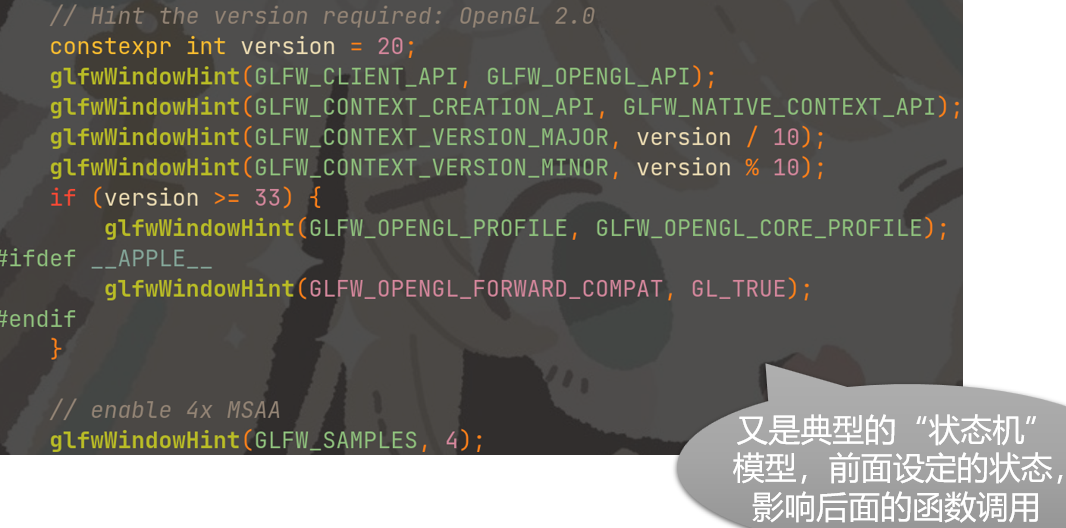 // Hint the version required: OpenGL 2.0
constexpr int version = 20;
glfwWindowHint(GLFW_CLIENT_API, GLFW_OPENGL_API);
glfwWindowHint(GLFW_CONTEXT_CREATION_API, GLFW_NATIVE_CONTEXT_API);
glfwWindowHint(GLFW_CONTEXT_VERSION_MAJOR, version / 10);
glfwWindowHint(GLFW_CONTEXT_VERSION_MINOR, version % 10);
if (version >= 33) {
glfwWindowHint(GLFW_OPENGL_PROFILE, GLFW_OPENGL_CORE_PROFILE);
#ifdef __APPLE__
glfwWindowHint(GLFW_OPENGL_FORWARD_COMPAT, GL_TRUE);
#endif
}
// enable 4x MSAA
glfwWindowHint(GLFW_SAMPLES, 4);
又是典型的“状态机”
模型，前面设定的状态，
影响后面的函数调用